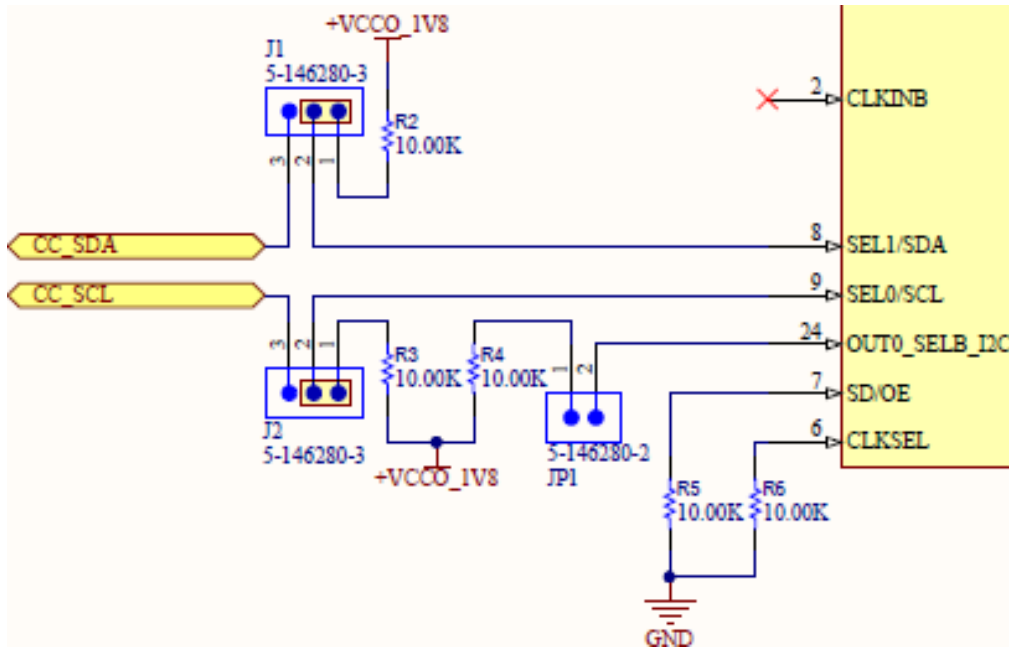 +VCCO_1V8
J1
5-146280-3
R2
10.00K
3
2
1
2
CLKINB
CC_SDA
8
SEL1/SDA
CC_SCL
9
SEL0/SCL
3
2
1
R3
10.00K
R4
10.00K
1
2
24
OUT0_SELB_I2C
7
SD/OE
6
CLKSEL
J2
5-146280-3
+VCCO_1V8
5-146280-2
JP1
R5
10.00K
R6
10.00K
GND